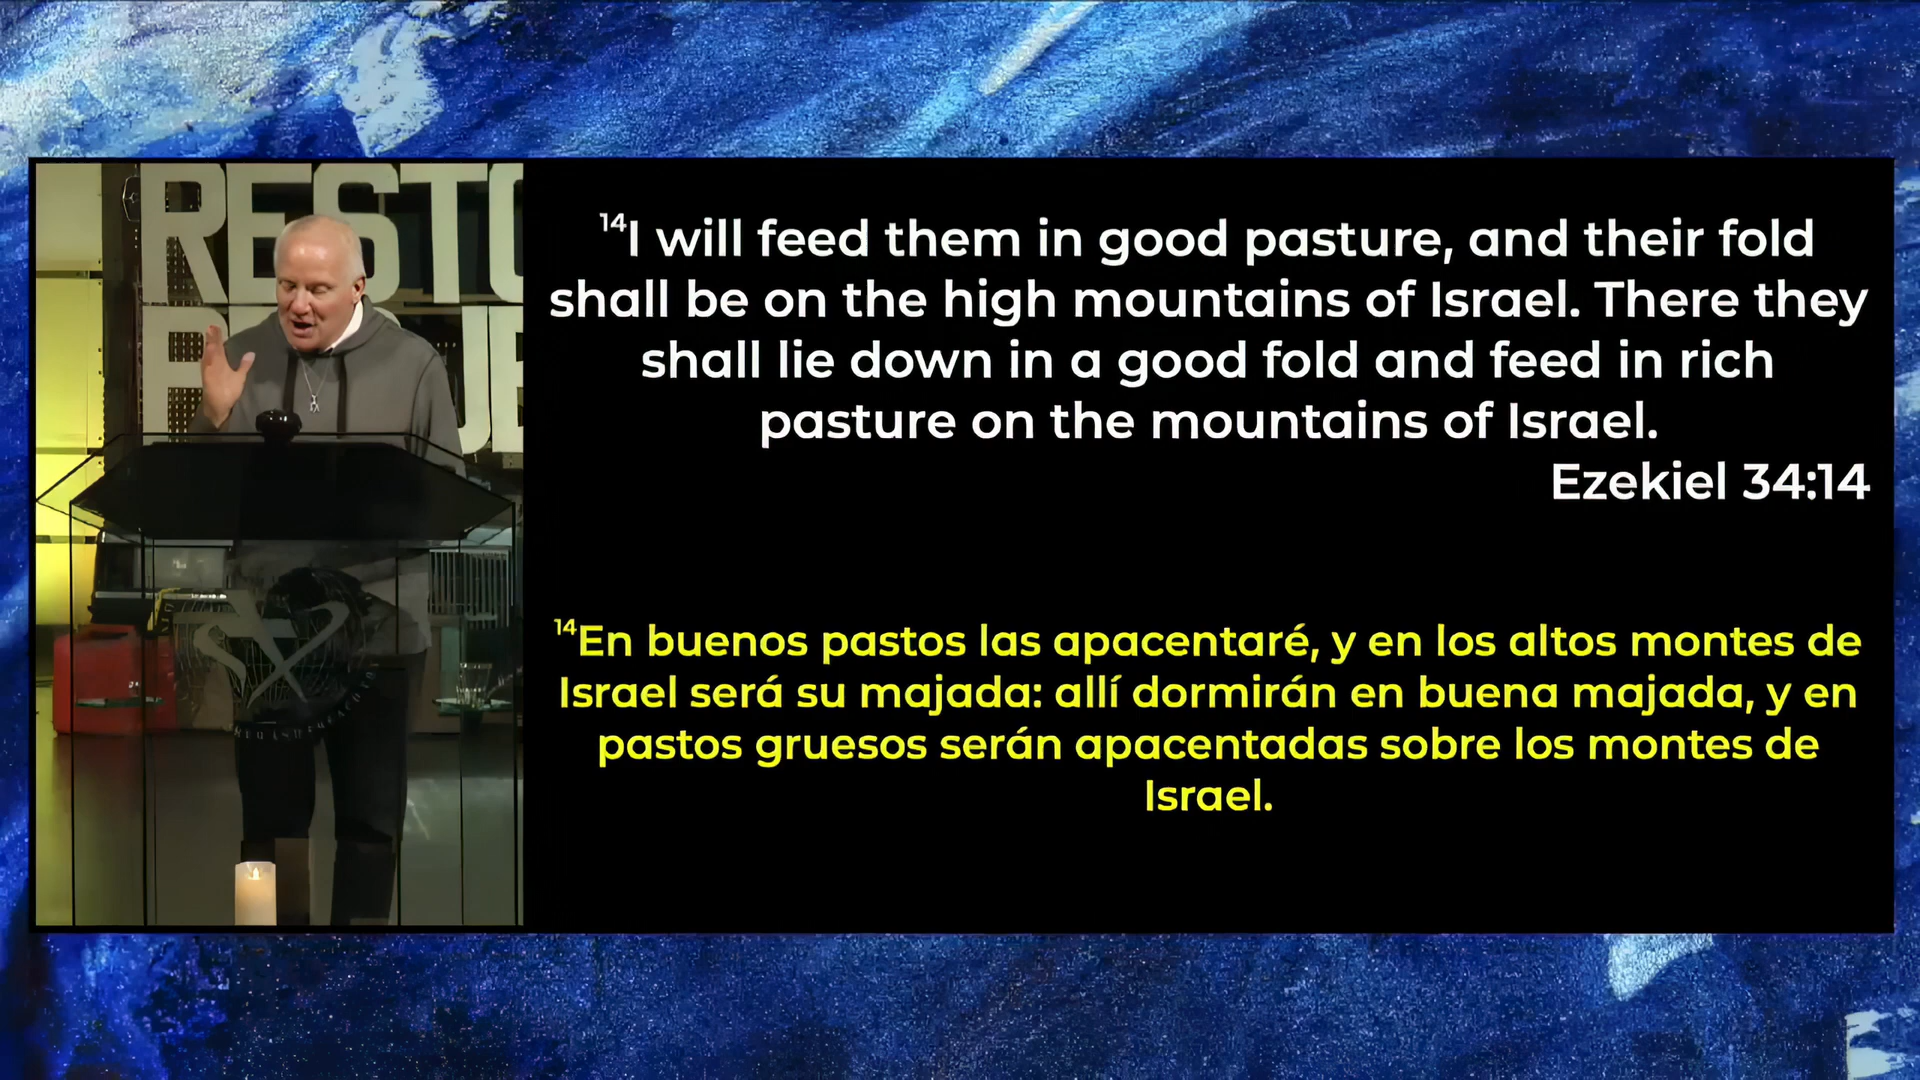 RESTO
¹⁴I will feed them in good pasture, and their fold
shall be on the high mountains of Israel. There they
shall lie down in a good fold and feed in rich
pasture on the mountains of Israel.
Ezekiel 34:14
¹⁴En buenos pastos las apacentaré, y en los altos montes de
Israel será su majada: allí dormirán en buena majada, y en
pastos gruesos serán apacentadas sobre los montes de
Israel.